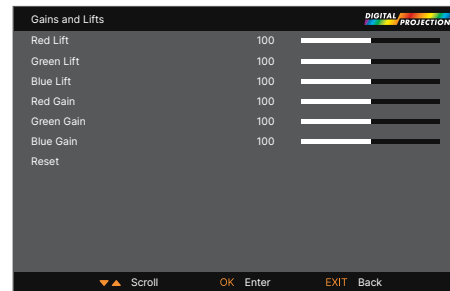 Gains and Lifts
DIGITAL PROJECTION
Red Lift 100
Green Lift 100
Blue Lift 100
Red Gain 100
Green Gain 100
Blue Gain 100
Reset
Scroll OK Enter EXIT Back